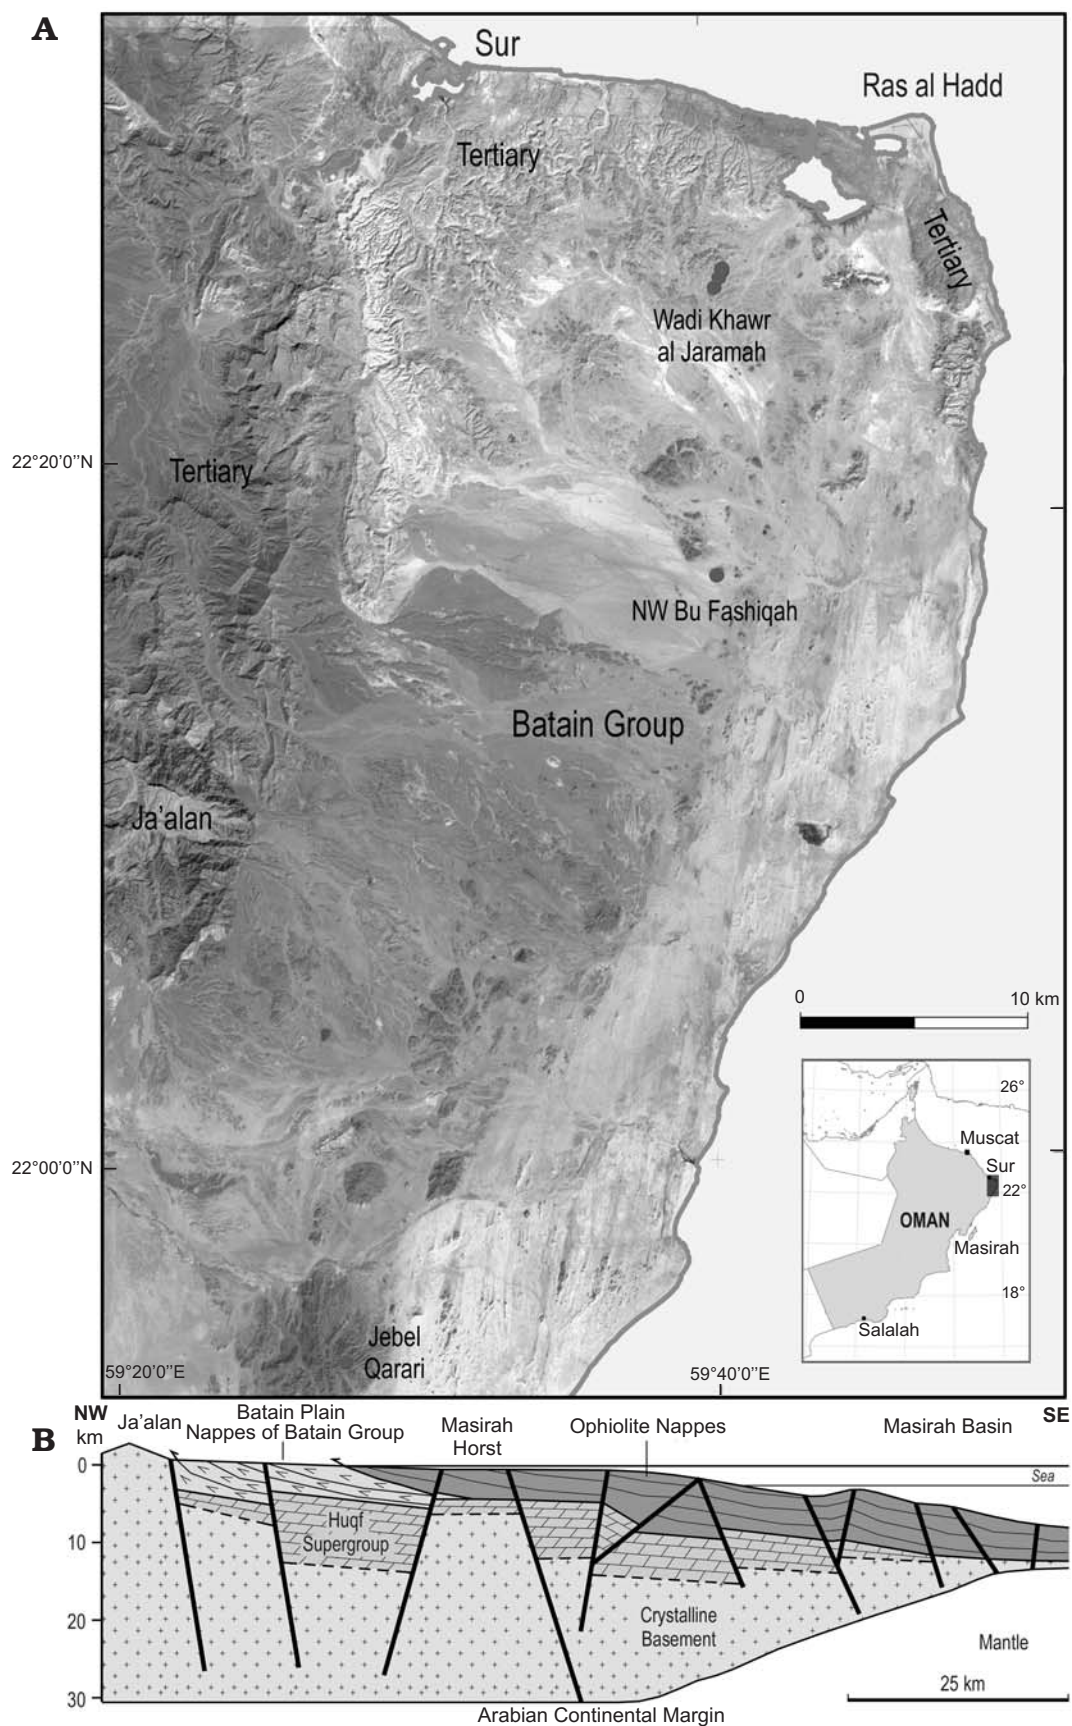 A
Sur
Ras al Hadd
Tertiary
Tertiary
Wadi Khawr
al Jaramah
22°20'0''N
Tertiary
NW Bu Fashiqah
Batain Group
Ja'alan
0 10 km
26°
Muscat
Sur
22°
OMAN
Masirah
18°
Salalah
22°00'0''N
Jebel
Qarari
59°20'0''E
59°40'0''E
B
NW
SE
km
Ja'alan
Batain Plain
Nappes of Batain Group
Masirah
Horst
Ophiolite Nappes
Masirah Basin
0
Sea
Huqf
Supergroup
10
Crystalline
Basement
20
Mantle
25 km
30
Arabian Continental Margin